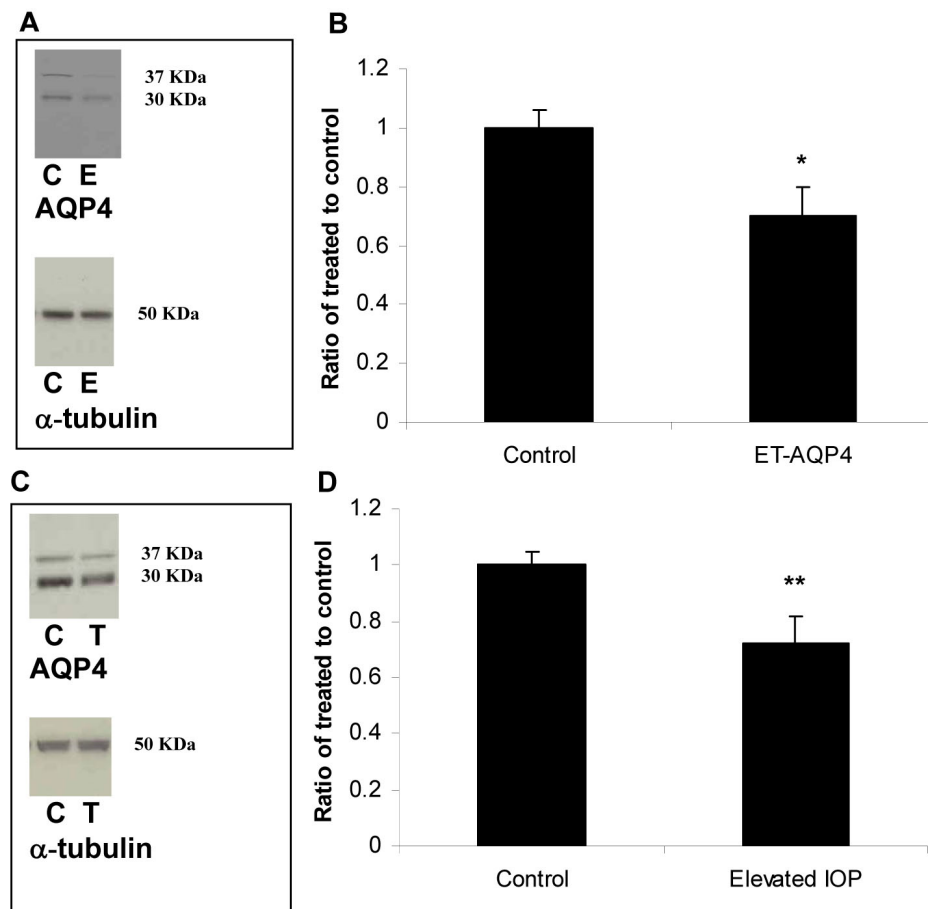 A
37 KDa
30 KDa
C E
AQP4
50 KDa
C E
α-tubulin
B
Ratio of treated to control
1.2
1
0.8
0.6
0.4
0.2
0
*
Control
ET-AQP4
C
37 KDa
30 KDa
C T
AQP4
50 KDa
C T
α-tubulin
D
Ratio of treated to control
1.2
1
0.8
0.6
0.4
0.2
0
**
Control
Elevated IOP